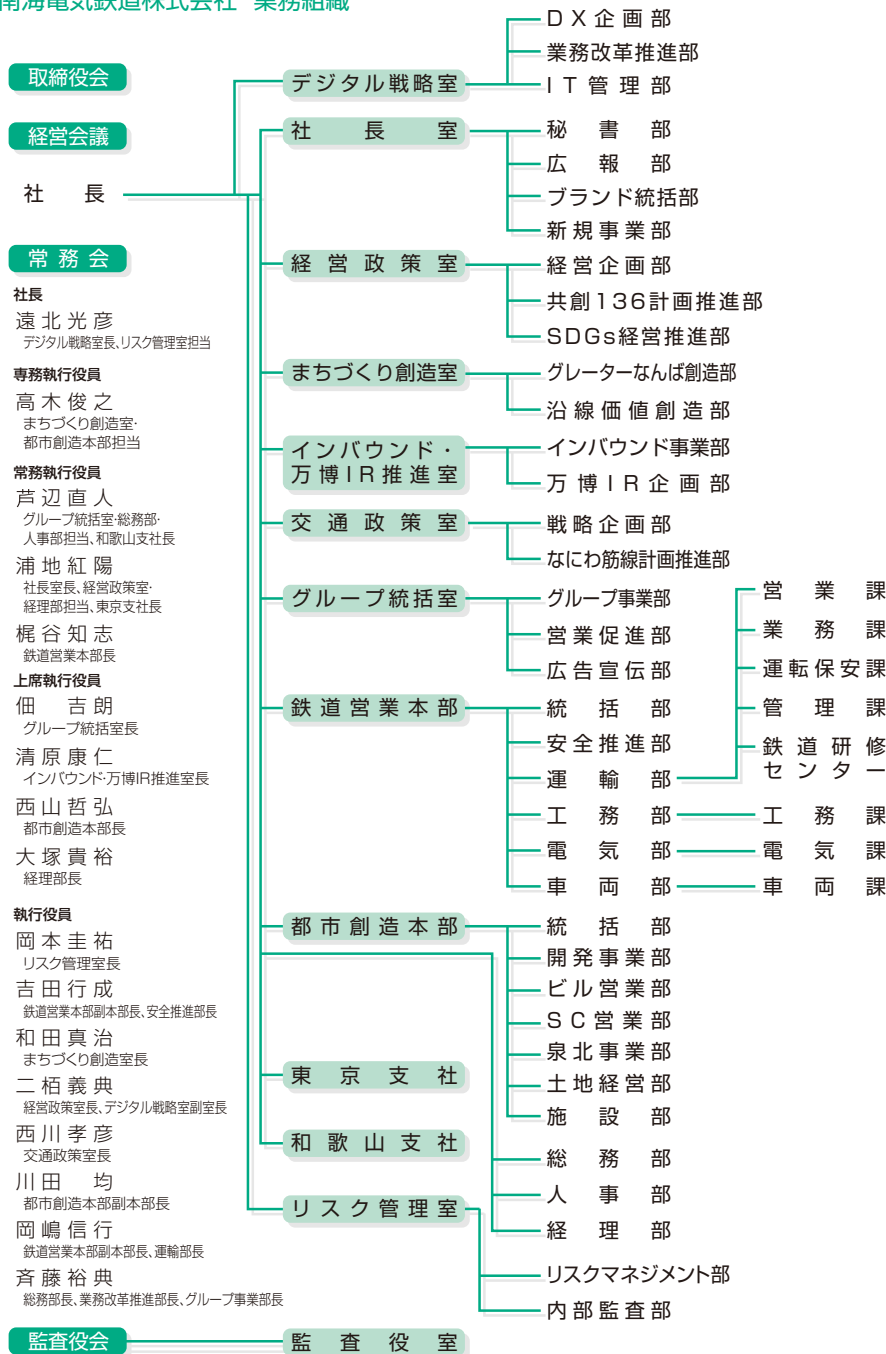 南海電気鉄道株式会社 業務組織
取締役会
経営会議
社長
常務会
社長
遠北光彦
デジタル戦略室長、リスク管理室担当
専務執行役員
高木俊之
まちづくり創造室・
都市創造本部担当
常務執行役員
芦辺直人
グループ統括室・総務部・
人事部担当、和歌山支社長
浦地紅陽
社長室長、経営政策室・
経理部担当、東京支社長
梶谷知志
鉄道営業本部長
上席執行役員
佃 吉朗
グループ統括室長
清原康仁
インバウンド・万博IR推進室長
西山哲弘
都市創造本部長
大塚貴裕
経理部長
執行役員
岡本圭祐
リスク管理室長
吉田行成
鉄道営業本部副本部長、安全推進部長
和田真治
まちづくり創造室長
二栢義典
経営政策室長、デジタル戦略室副室長
西川孝彦
交通政策室長
川田 均
都市創造本部副本部長
岡嶋信行
鉄道営業本部副本部長、運輸部長
斉藤裕典
総務部長、業務改革推進部長、グループ事業部長
監査役会
監査役室
デジタル戦略室
DX企画部
業務改革推進部
IT管理部
社長室
秘書部
広報部
ブランド統括部
新規事業部
経営政策室
経営企画部
共創136計画推進部
SDGs経営推進部
まちづくり創造室
グレーターなんば創造部
沿線価値創造部
インバウンド・
万博IR推進室
インバウンド事業部
万博IR企画部
交通政策室
戦略企画部
なにわ筋線計画推進部
グループ統括室
グループ事業部
営業促進部
広告宣伝部
鉄道営業本部
統括部
安全推進部
運輸部
営業課
業務課
運転保安課
管理課
鉄道研修
センター
工務部
工務課
電気部
電気課
車両部
車両課
都市創造本部
統括部
開発事業部
ビル営業部
SC営業部
泉北事業部
土地経営部
施設部
東京支社
和歌山支社
総務部
人事部
経理部
リスク管理室
リスクマネジメント部
内部監査部